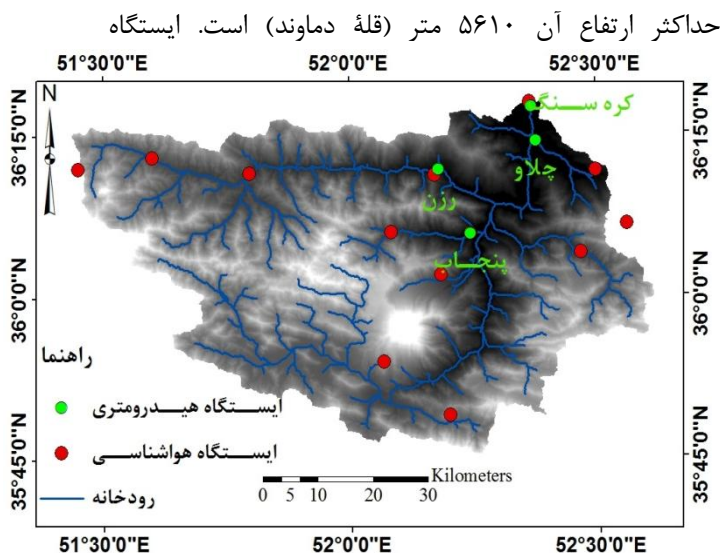 حداکثر ارتفاع آن ۵۶۱۰ متر (قلهٔ دماوند) است. ایستگاه
51°30'0"E 52°0'0"E 52°30'0"E
N
36°15'0"N 36°15'0"N
کره سنگ
چلاو
رزن
پنجاب
36°0'0"N 36°0'0"N
راهنما
ایستگاه هیدرومتری
ایستگاه هواشناسی
رودخانه
35°45'0"N 35°45'0"N
Kilometers
0 5 10 20 30
51°30'0"E 52°0'0"E 52°30'0"E